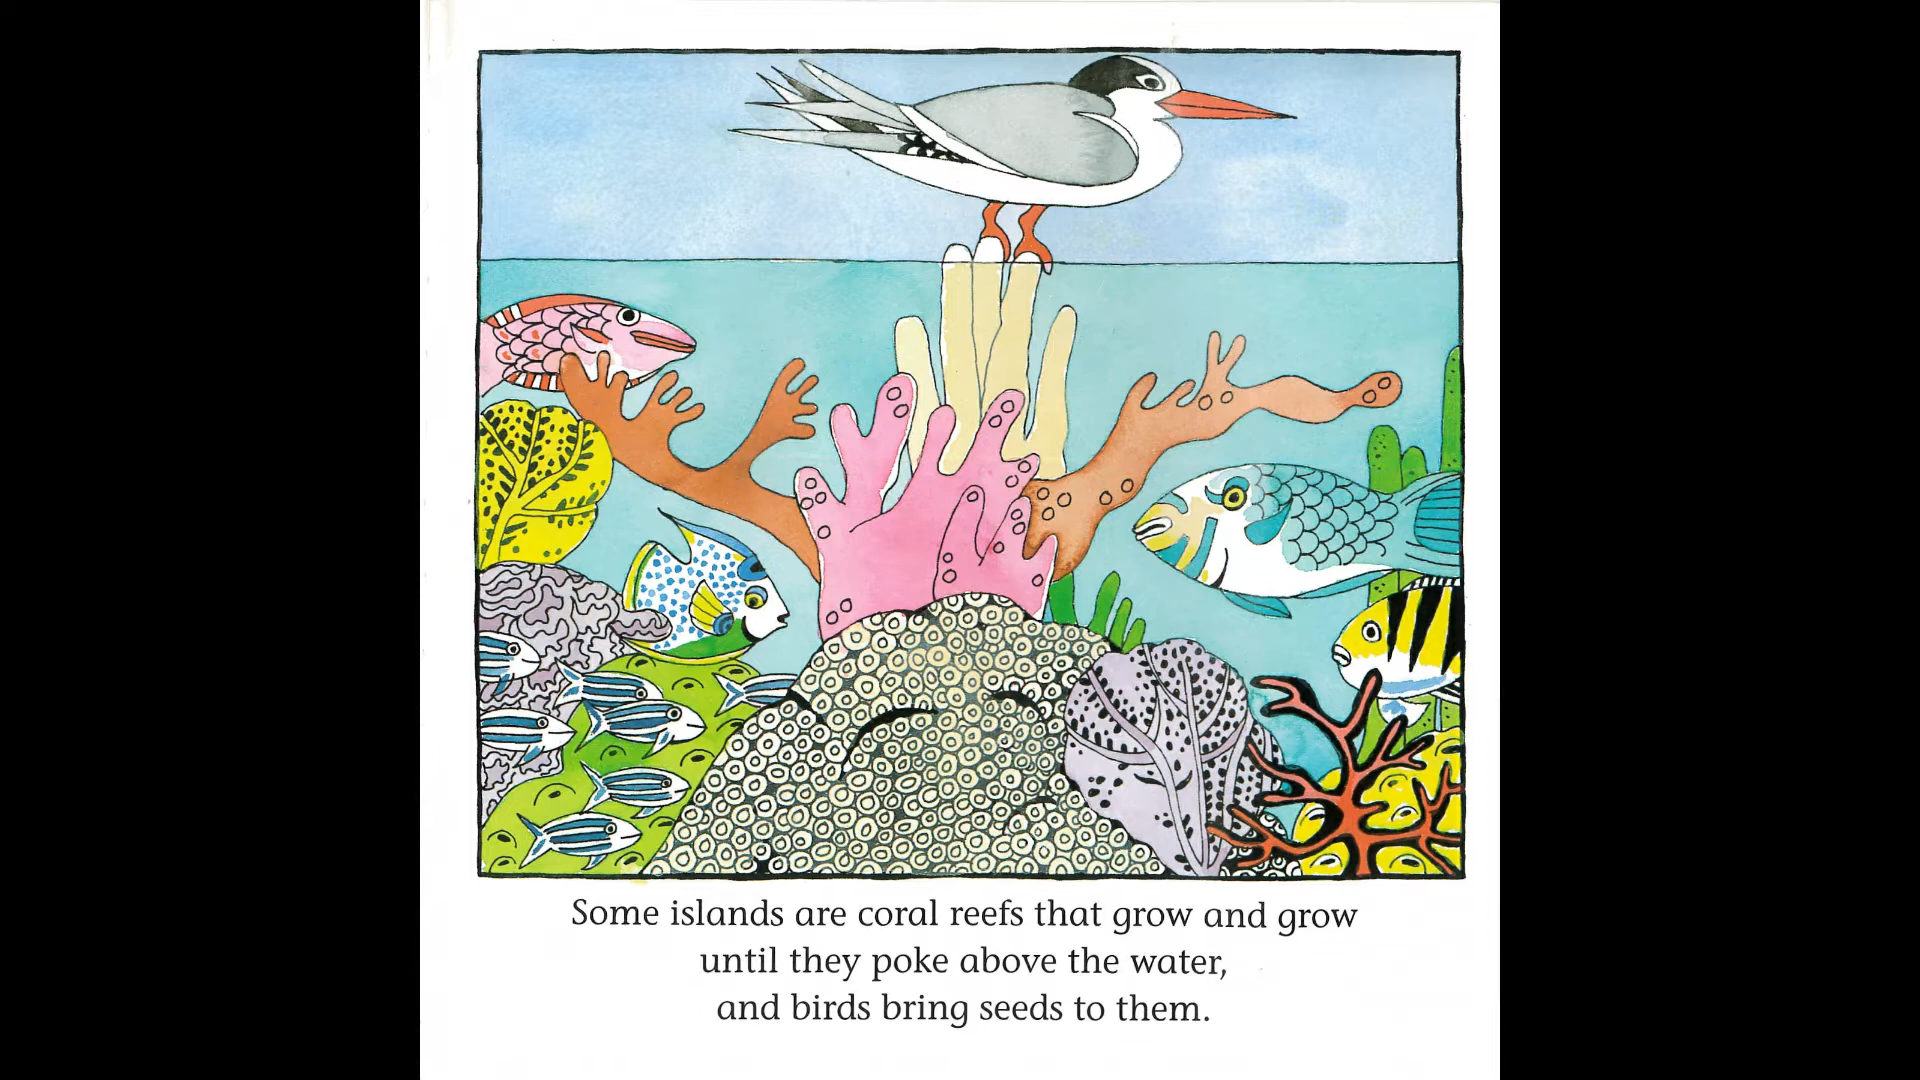 Some islands are coral reefs that grow and grow
until they poke above the water,
and birds bring seeds to them.